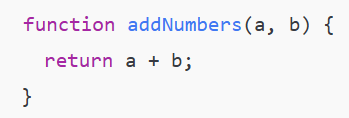 function addNumbers(a, b) {
  return a + b;
}